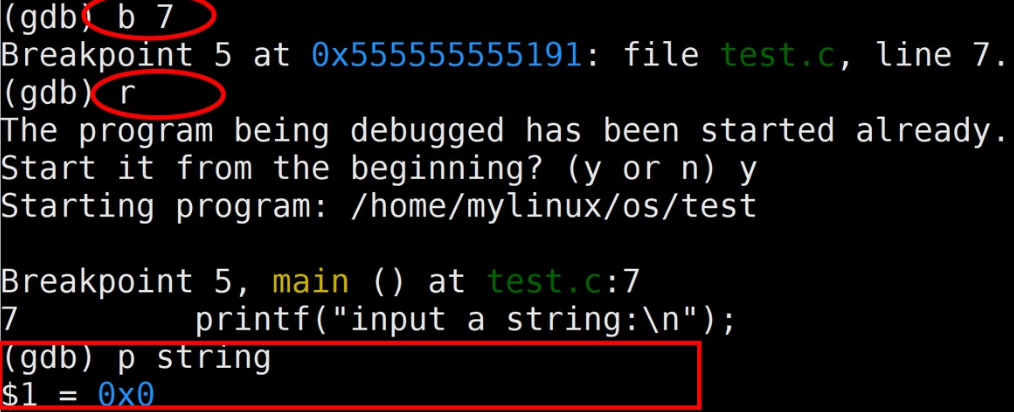 (gdb) b 7
Breakpoint 5 at 0x555555555191: file test.c, line 7.
(gdb) r
The program being debugged has been started already.
Start it from the beginning? (y or n) y
Starting program: /home/mylinux/os/test
Breakpoint 5, main () at test.c:7
7 printf("input a string:\n");
(gdb) p string
$1 = 0x0